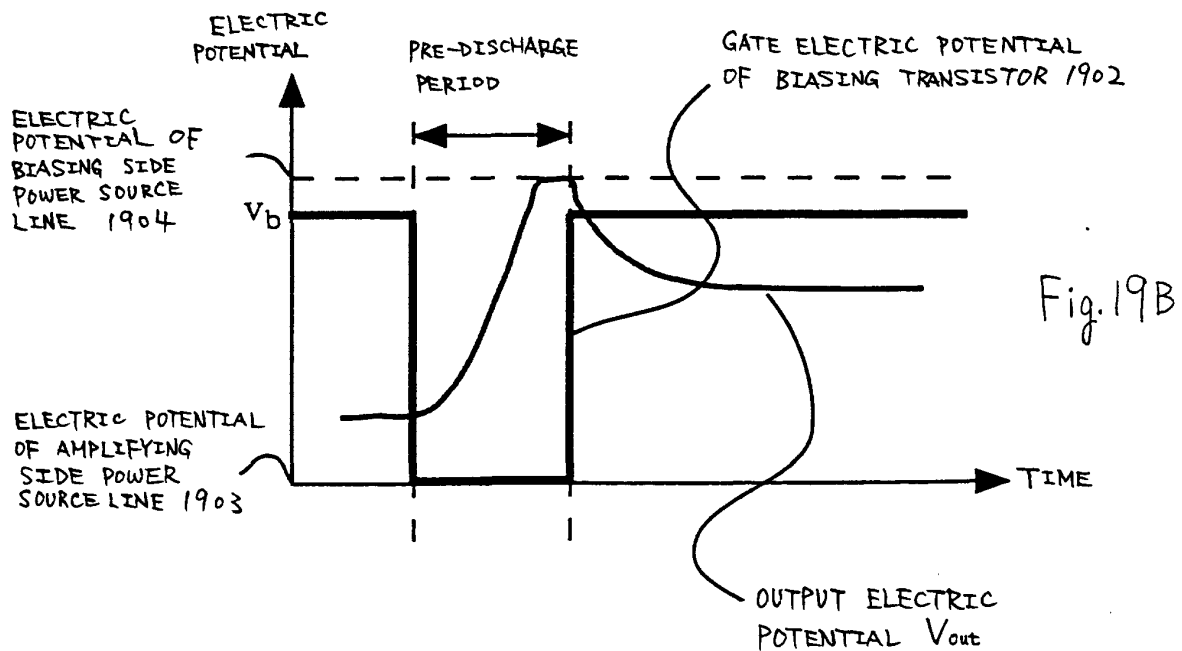 ELECTRIC
POTENTIAL
PRE-DISCHARGE
PERIOD
GATE ELECTRIC POTENTIAL
OF BIASING TRANSISTOR 1902
ELECTRIC
POTENTIAL OF
BIASING SIDE
POWER SOURCE
LINE 1904
Vb
Fig.19B
ELECTRIC POTENTIAL
OF AMPLIFYING
SIDE POWER
SOURCE LINE 1903
TIME
OUTPUT ELECTRIC
POTENTIAL Vout